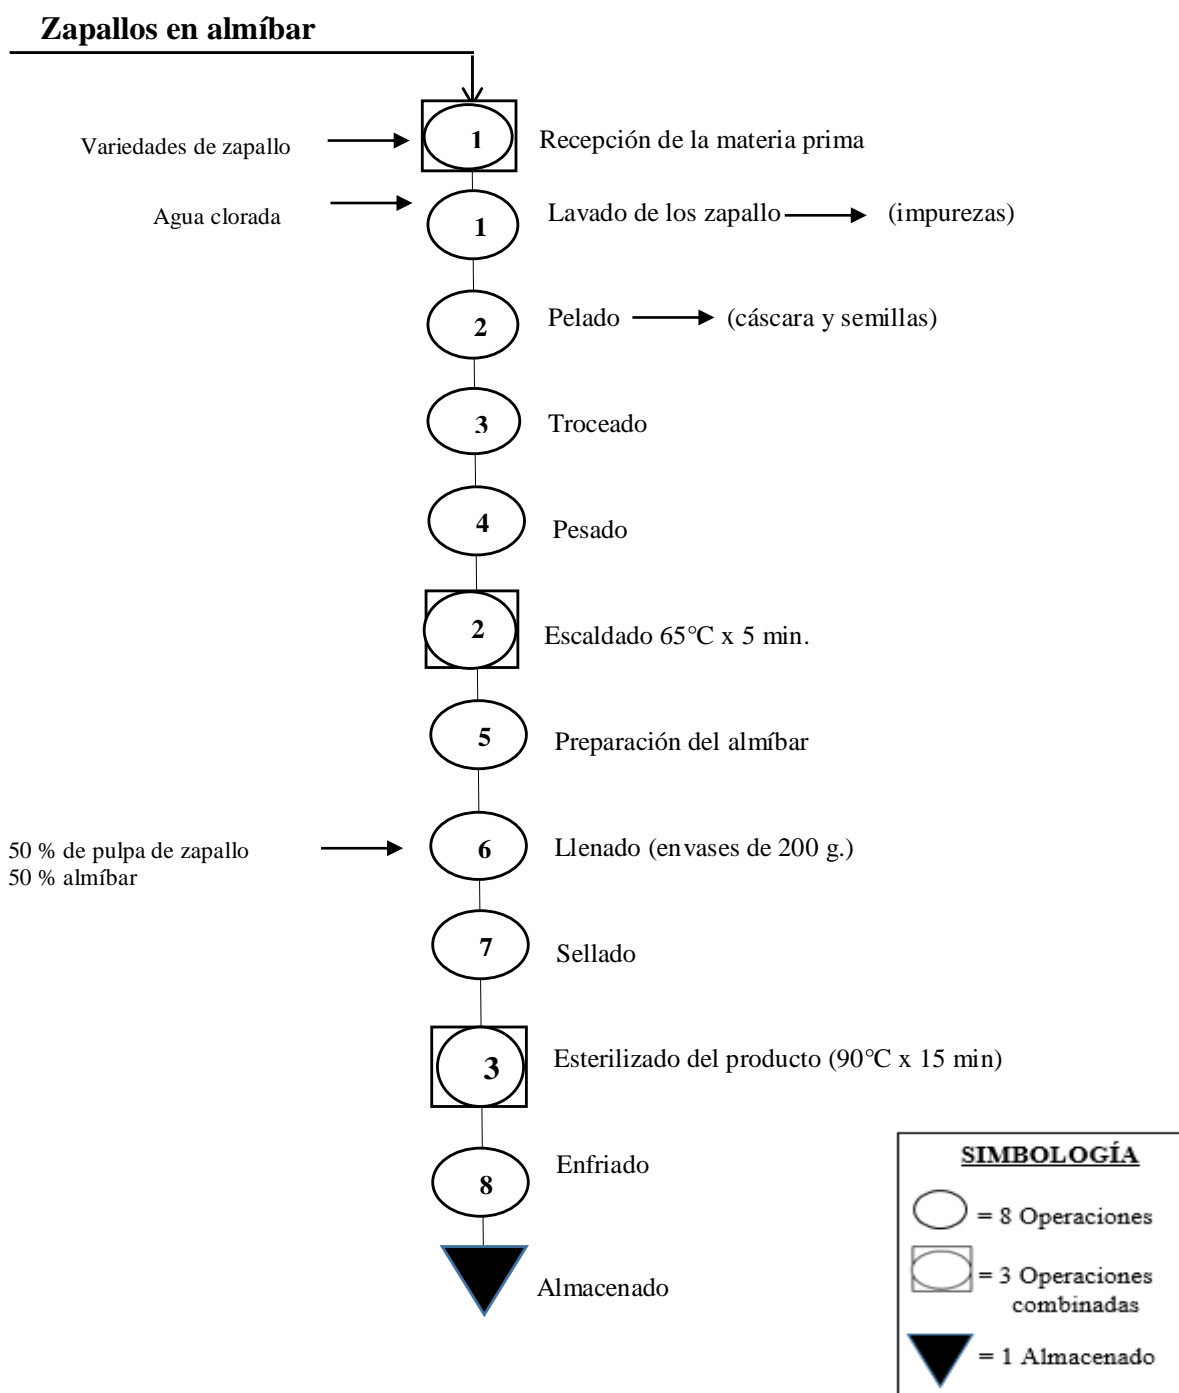 Zapallos en almíbar
Variedades de zapallo
1
Recepción de la materia prima
Agua clorada
1
Lavado de los zapallo
(impurezas)
2
Pelado
(cáscara y semillas)
3
Troceado
4
Pesado
2
Escaldado 65°C x 5 min.
5
Preparación del almíbar
50 % de pulpa de zapallo
50 % almíbar
6
Llenado (envases de 200 g.)
7
Sellado
3
Esterilizado del producto (90°C x 15 min)
8
Enfriado
Almacenado
SIMBOLOGÍA
= 8 Operaciones
= 3 Operaciones
combinadas
= 1 Almacenado